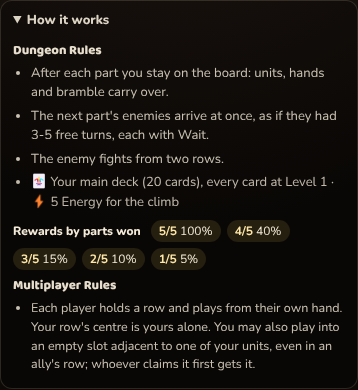 ▼ How it works
Dungeon Rules
• After each part you stay on the board: units, hands
and bramble carry over.
• The next part's enemies arrive at once, as if they had
3-5 free turns, each with Wait.
• The enemy fights from two rows.
• 🃏 Your main deck (20 cards), every card at Level 1 ·
⚡ 5 Energy for the climb
Rewards by parts won 5/5 100% 4/5 40%
3/5 15% 2/5 10% 1/5 5%
Multiplayer Rules
• Each player holds a row and plays from their own hand.
Your row's centre is yours alone. You may also play into
an empty slot adjacent to one of your units, even in an
ally's row; whoever claims it first gets it.